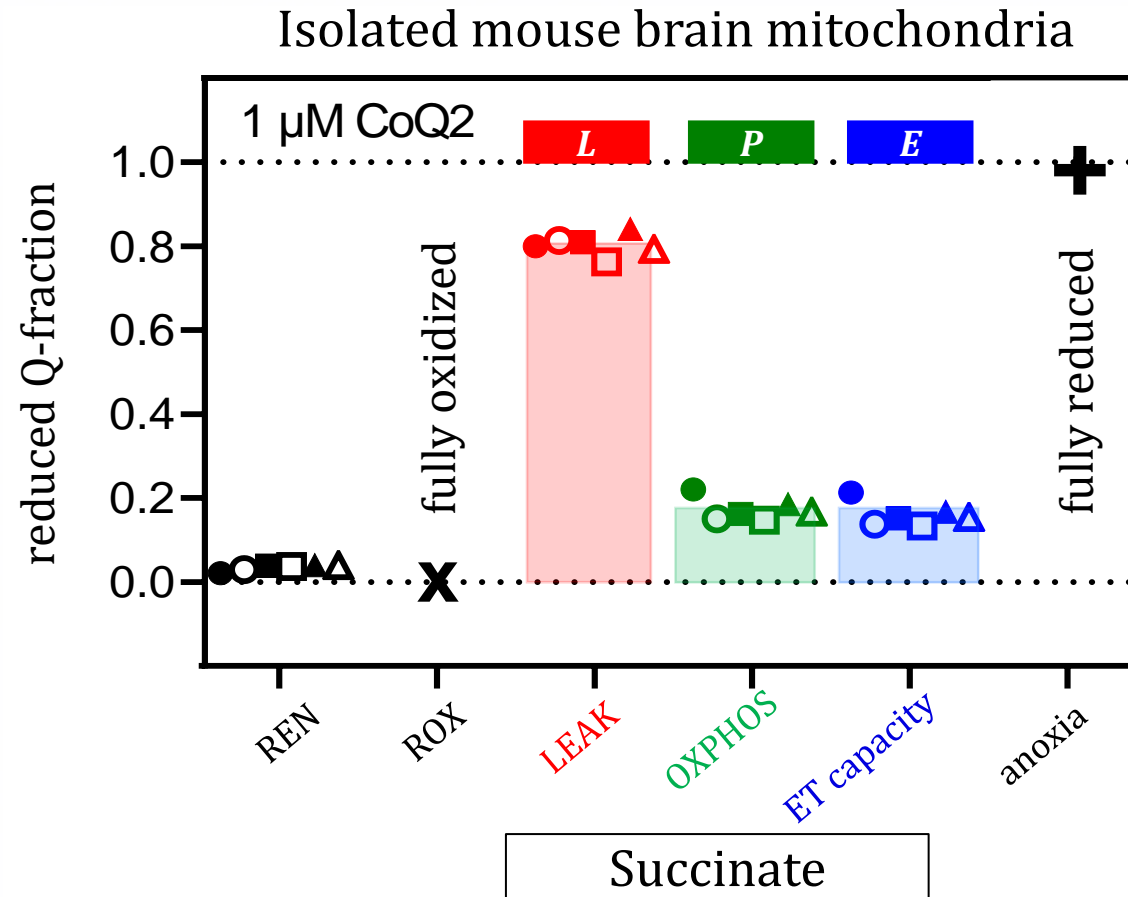 Isolated mouse brain mitochondria
1 µM CoQ2
L
P
E
reduced Q-fraction
1.0
0.8
0.6
0.4
0.2
0.0
fully oxidized
fully reduced
REN
ROX
LEAK
OXPHOS
ET capacity
anoxia
Succinate